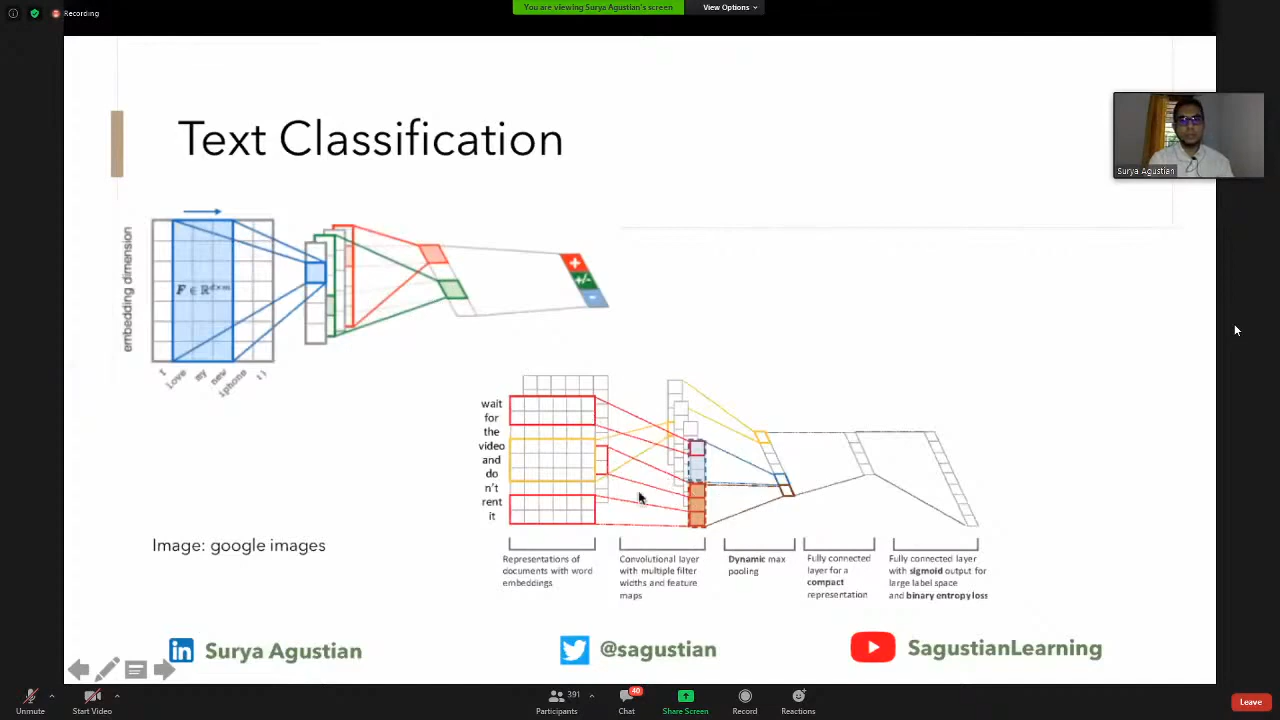 Recording
You are viewing Surya Agustian's screen
View Options
Text Classification
Surya Agustian
embedding dimension
F ∈ ℝ^{d×m}
I
love
my
new
iphone
!)
+
+/-
-
wait
for
the
video
and
do
n't
rent
it
Image: google images
Representations of
documents with word
embeddings
Convolutional layer
with multiple filter
widths and feature
maps
Dynamic max
pooling
Fully connected
layer for a
compact
representation
Fully connected layer
with sigmoid output for
large label space
and binary entropy loss
in
Surya Agustian
@sagustian
SagustianLearning
Unmute
Start Video
391
Participants
40
Chat
Share Screen
Record
Reactions
Leave